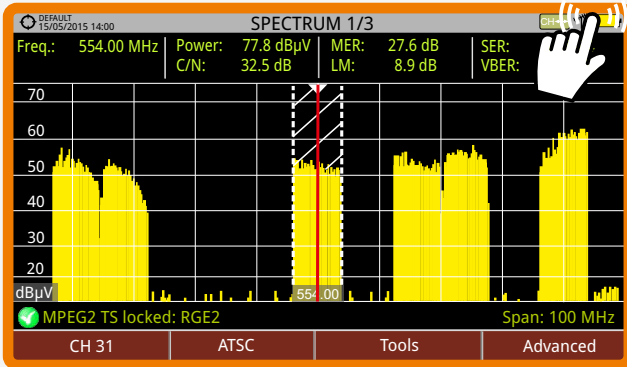 DEFAULT
15/05/2015 14:00
SPECTRUM 1/3
CH
Freq.: 554.00 MHz
Power: 77.8 dBµV
MER: 27.6 dB
SER:
C/N: 32.5 dB
LM: 8.9 dB
VBER:
70
60
50
40
30
20
dBµV
554.00
MPEG2 TS locked: RGE2
Span: 100 MHz
CH 31
ATSC
Tools
Advanced